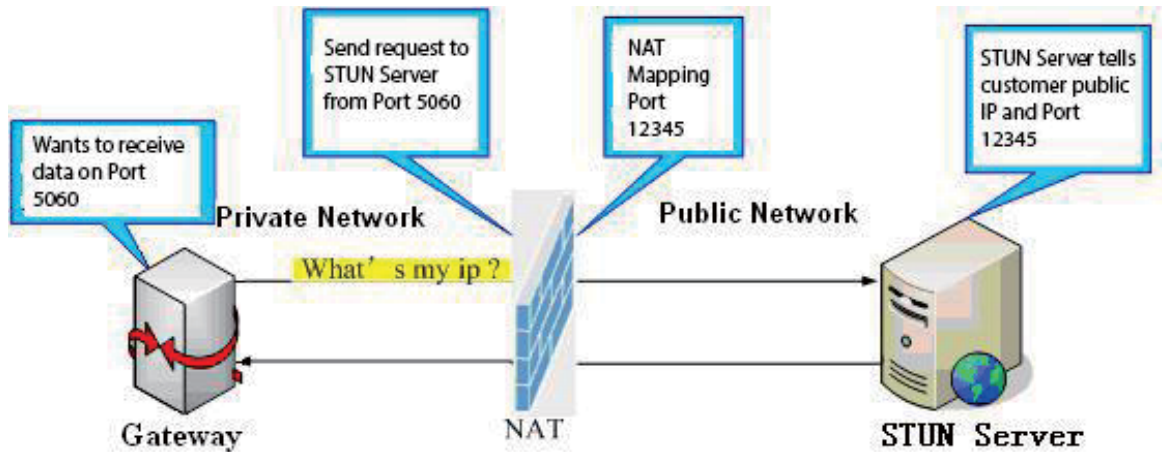 Send request to
STUN Server
from Port 5060
NAT
Mapping
Port
12345
STUN Server tells
customer public
IP and Port
12345
Wants to receive
data on Port
5060
Private Network
Public Network
What's my ip ?
Gateway
NAT
STUN Server